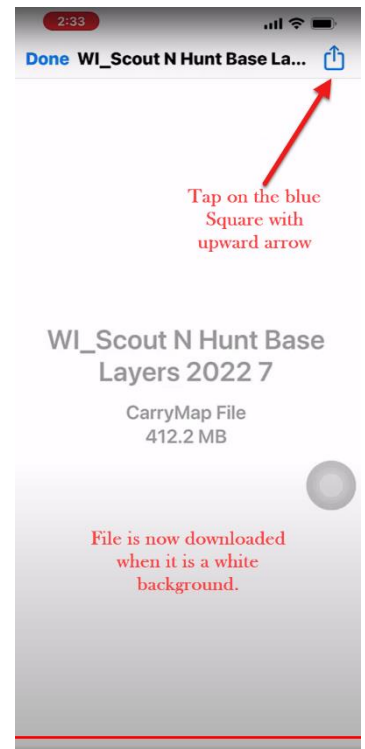 2:33
Done WI_Scout N Hunt Base La...
Tap on the blue
Square with
upward arrow
WI_Scout N Hunt Base
Layers 2022 7
CarryMap File
412.2 MB
File is now downloaded
when it is a white
background.